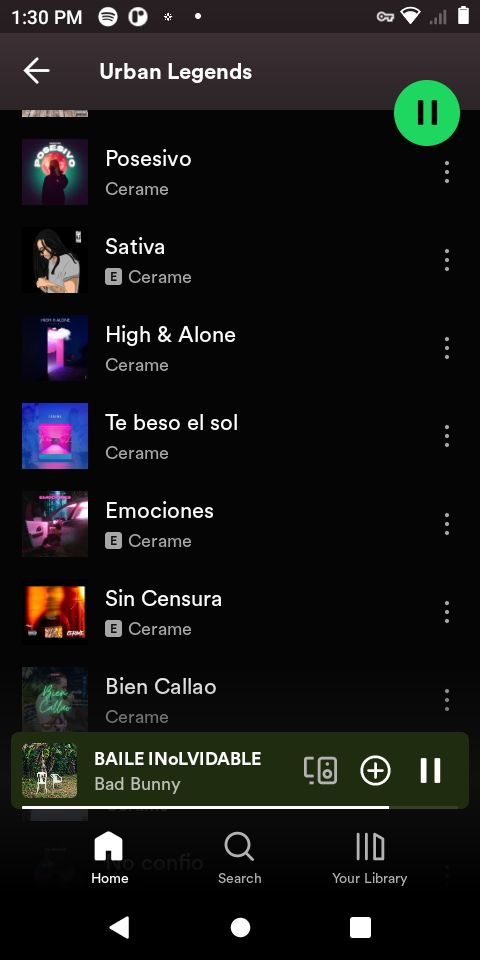 1:30 PM
Urban Legends
Posesivo
Cerame
Sativa
E Cerame
High & Alone
Cerame
Te beso el sol
Cerame
Emociones
E Cerame
Sin Censura
E Cerame
Bien Callao
Cerame
BAILE INoLVIDABLE
Bad Bunny
No confio
Home
Search
Your Library